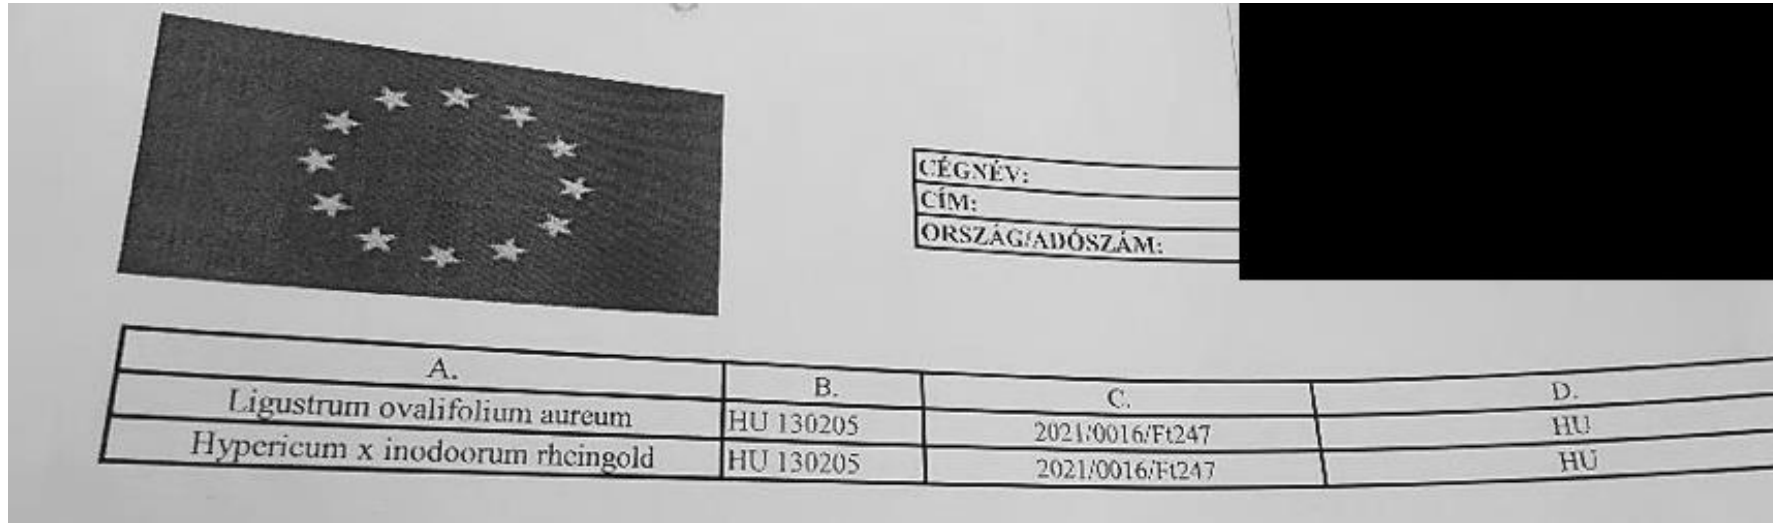 CÉGNÉV:
CÍM:
ORSZÁG/ADÓSZÁM:
A. B. C. D.
Ligustrum ovalifolium aureum HU 130205 2021/0016/Ft247 HU
Hypericum x inodoorum rheingold HU 130205 2021/0016/Ft247 HU